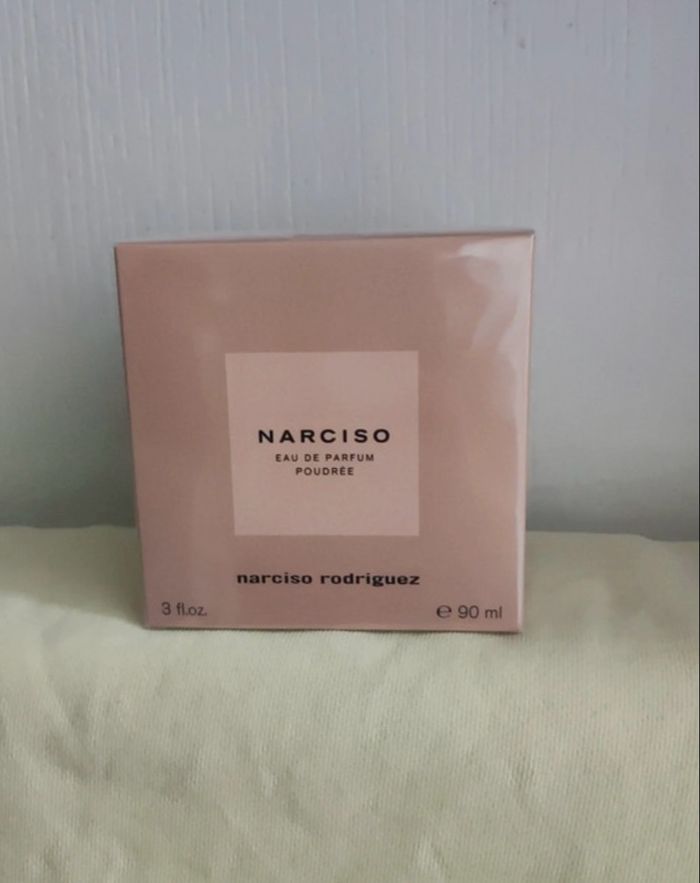 NARCISO
EAU DE PARFUM
POUDRÉE
narciso rodriguez
3 fl.oz.
℮ 90 ml